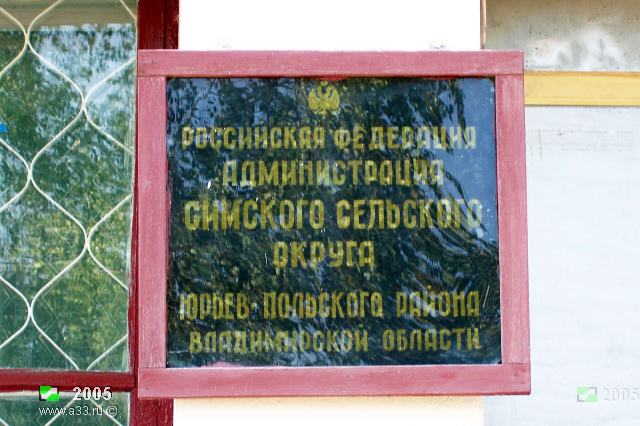 РОССИЙСКАЯ ФЕДЕРАЦИЯ
АДМИНИСТРАЦИЯ
СИМСКОГО СЕЛЬСКОГО
ОКРУГА
ЮРЬЕВ-ПОЛЬСКОГО РАЙОНА
ВЛАДИМИРСКОЙ ОБЛАСТИ
2005
www.a33.ru ©
2005